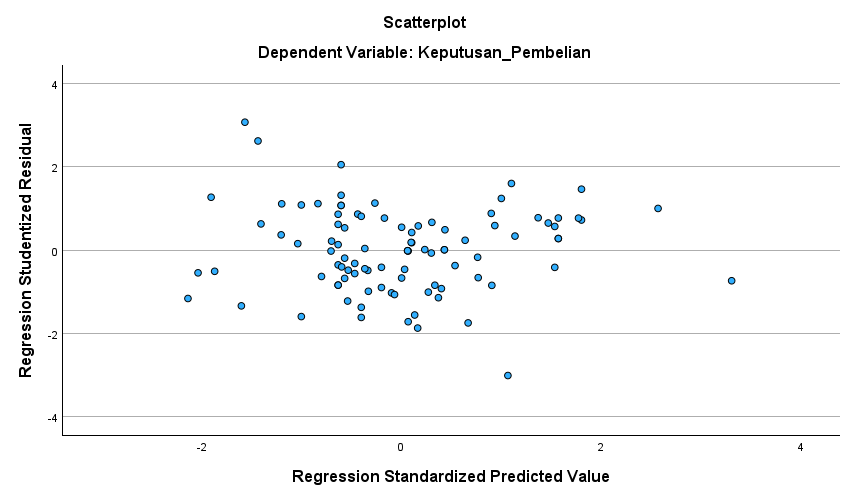 Scatterplot
Dependent Variable: Keputusan_Pembelian
Regression Studentized Residual
4
2
0
-2
-4
-2
0
2
4
Regression Standardized Predicted Value